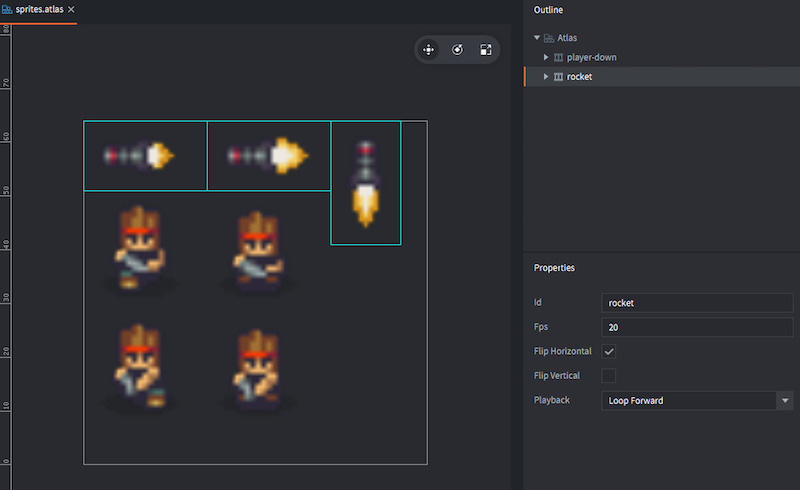 sprites.atlas
Outline
Atlas
player-down
rocket
80
70
60
50
40
30
20
10
0
Properties
Id rocket
Fps 20
Flip Horizontal
Flip Vertical
Playback Loop Forward